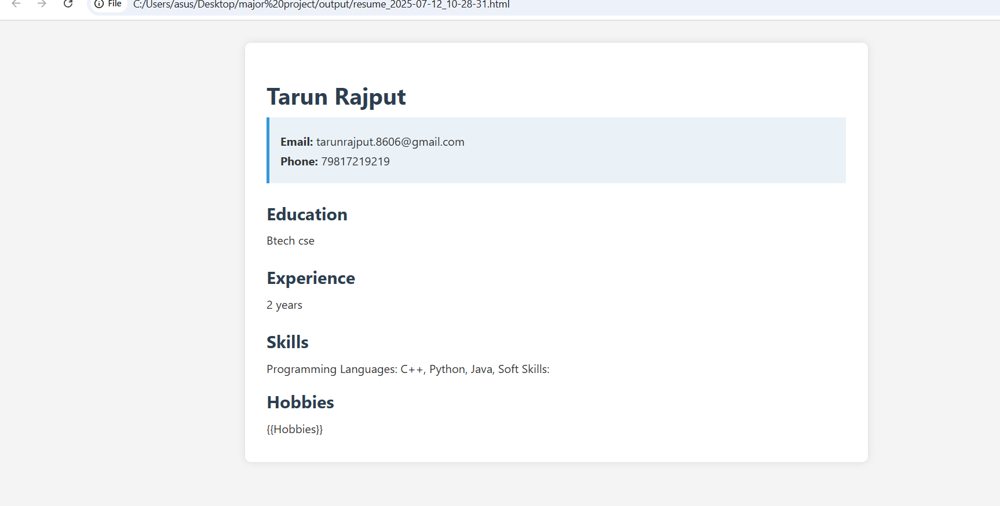 File C:/Users/asus/Desktop/major%20project/output/resume_2025-07-12_10-28-31.html
Tarun Rajput
Email: tarunrajput.8606@gmail.com
Phone: 79817219219
Education
Btech cse
Experience
2 years
Skills
Programming Languages: C++, Python, Java, Soft Skills:
Hobbies
{{Hobbies}}